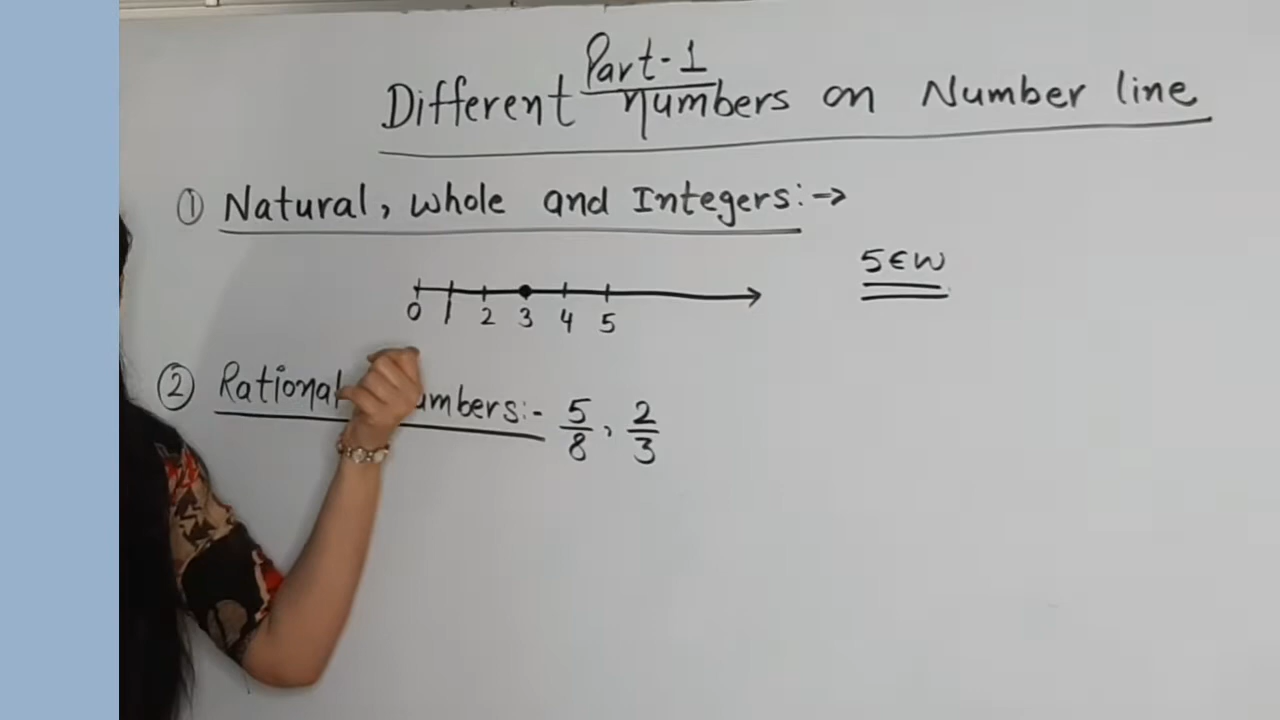 Part-1
Different numbers on Number line
① Natural, whole and Integers:→
5∈W
0 1 2 3 4 5
② Rational umbers:- 5/8, 2/3